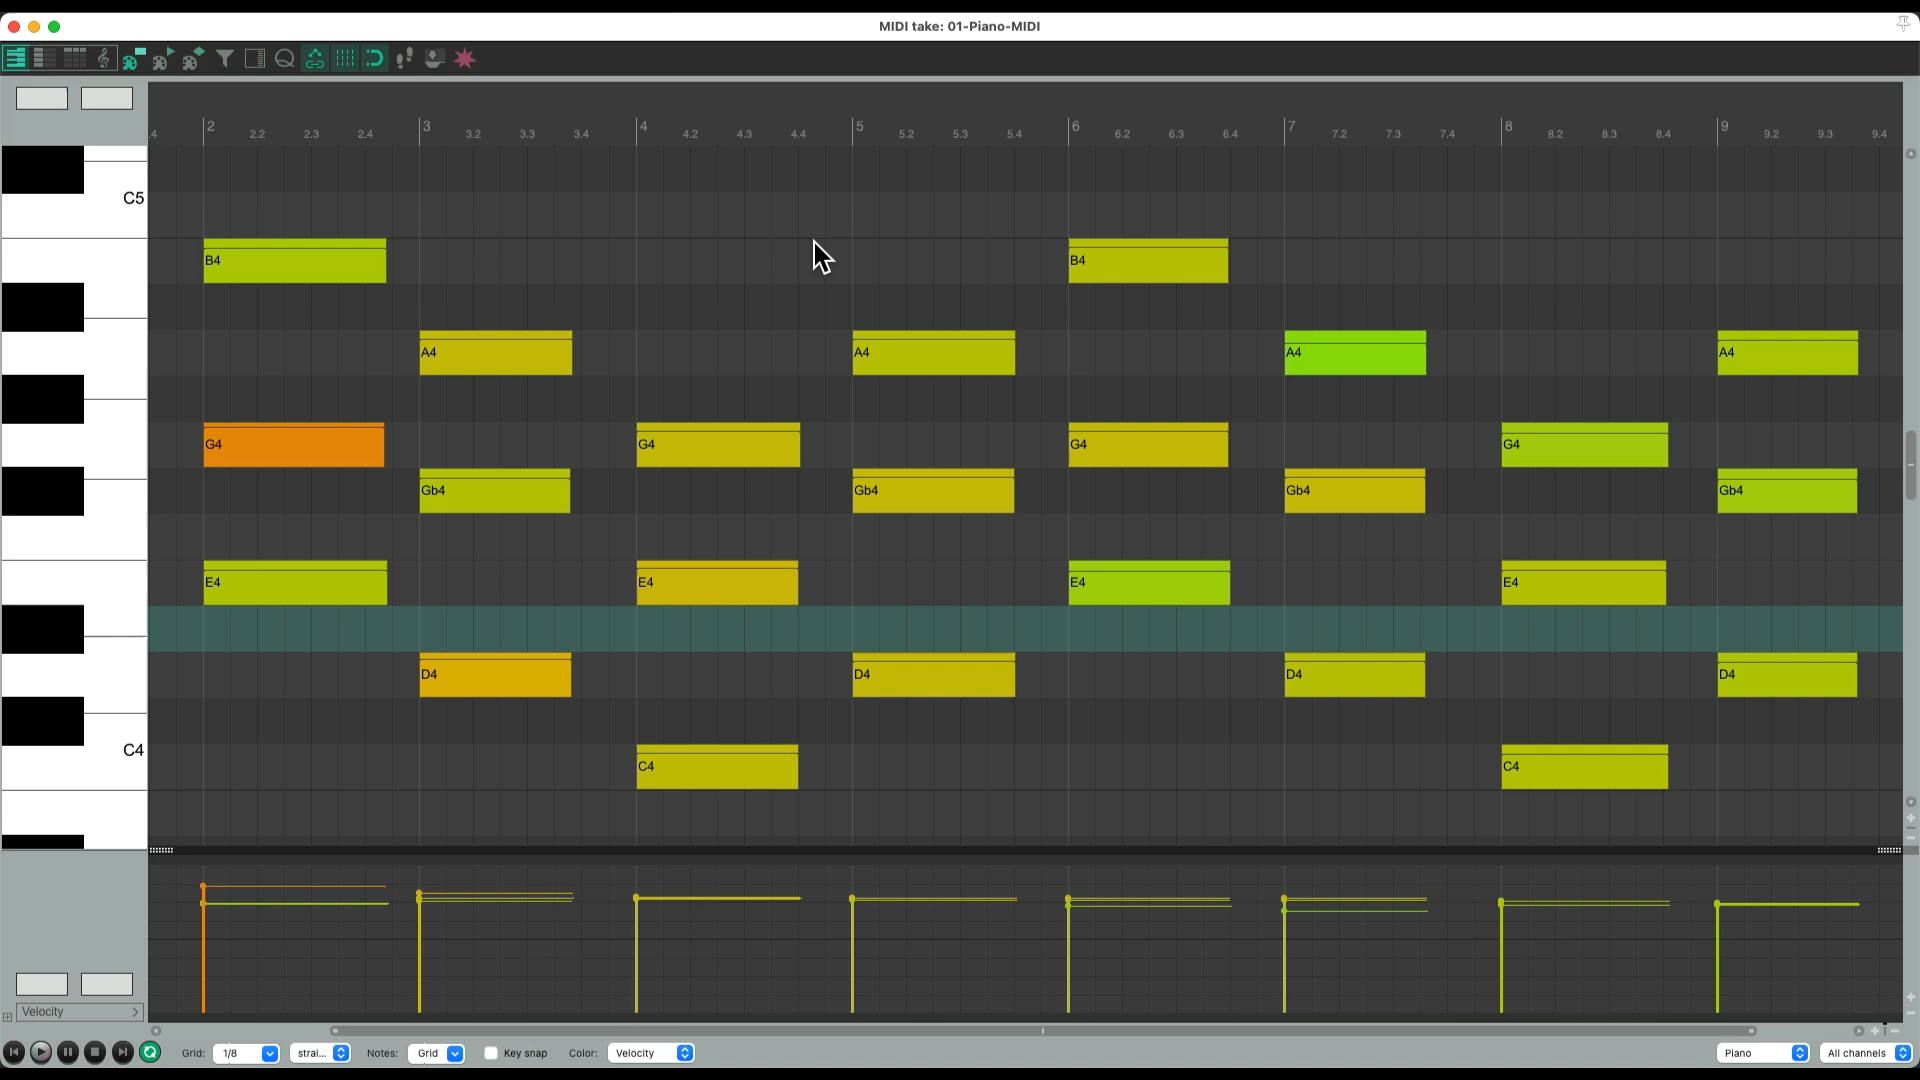 MIDI take: 01-Piano-MIDI
.4 2 2.2 2.3 2.4 3 3.2 3.3 3.4 4 4.2 4.3 4.4 5 5.2 5.3 5.4 6 6.2 6.3 6.4 7 7.2 7.3 7.4 8 8.2 8.3 8.4 9 9.2 9.3 9.4
C5
B4 B4
A4 A4 A4 A4
G4 G4 G4 G4
Gb4 Gb4 Gb4 Gb4
E4 E4 E4 E4
D4 D4 D4 D4
C4
C4 C4
Velocity
Grid: 1/8 strai... Notes: Grid Key snap Color: Velocity Piano All channels